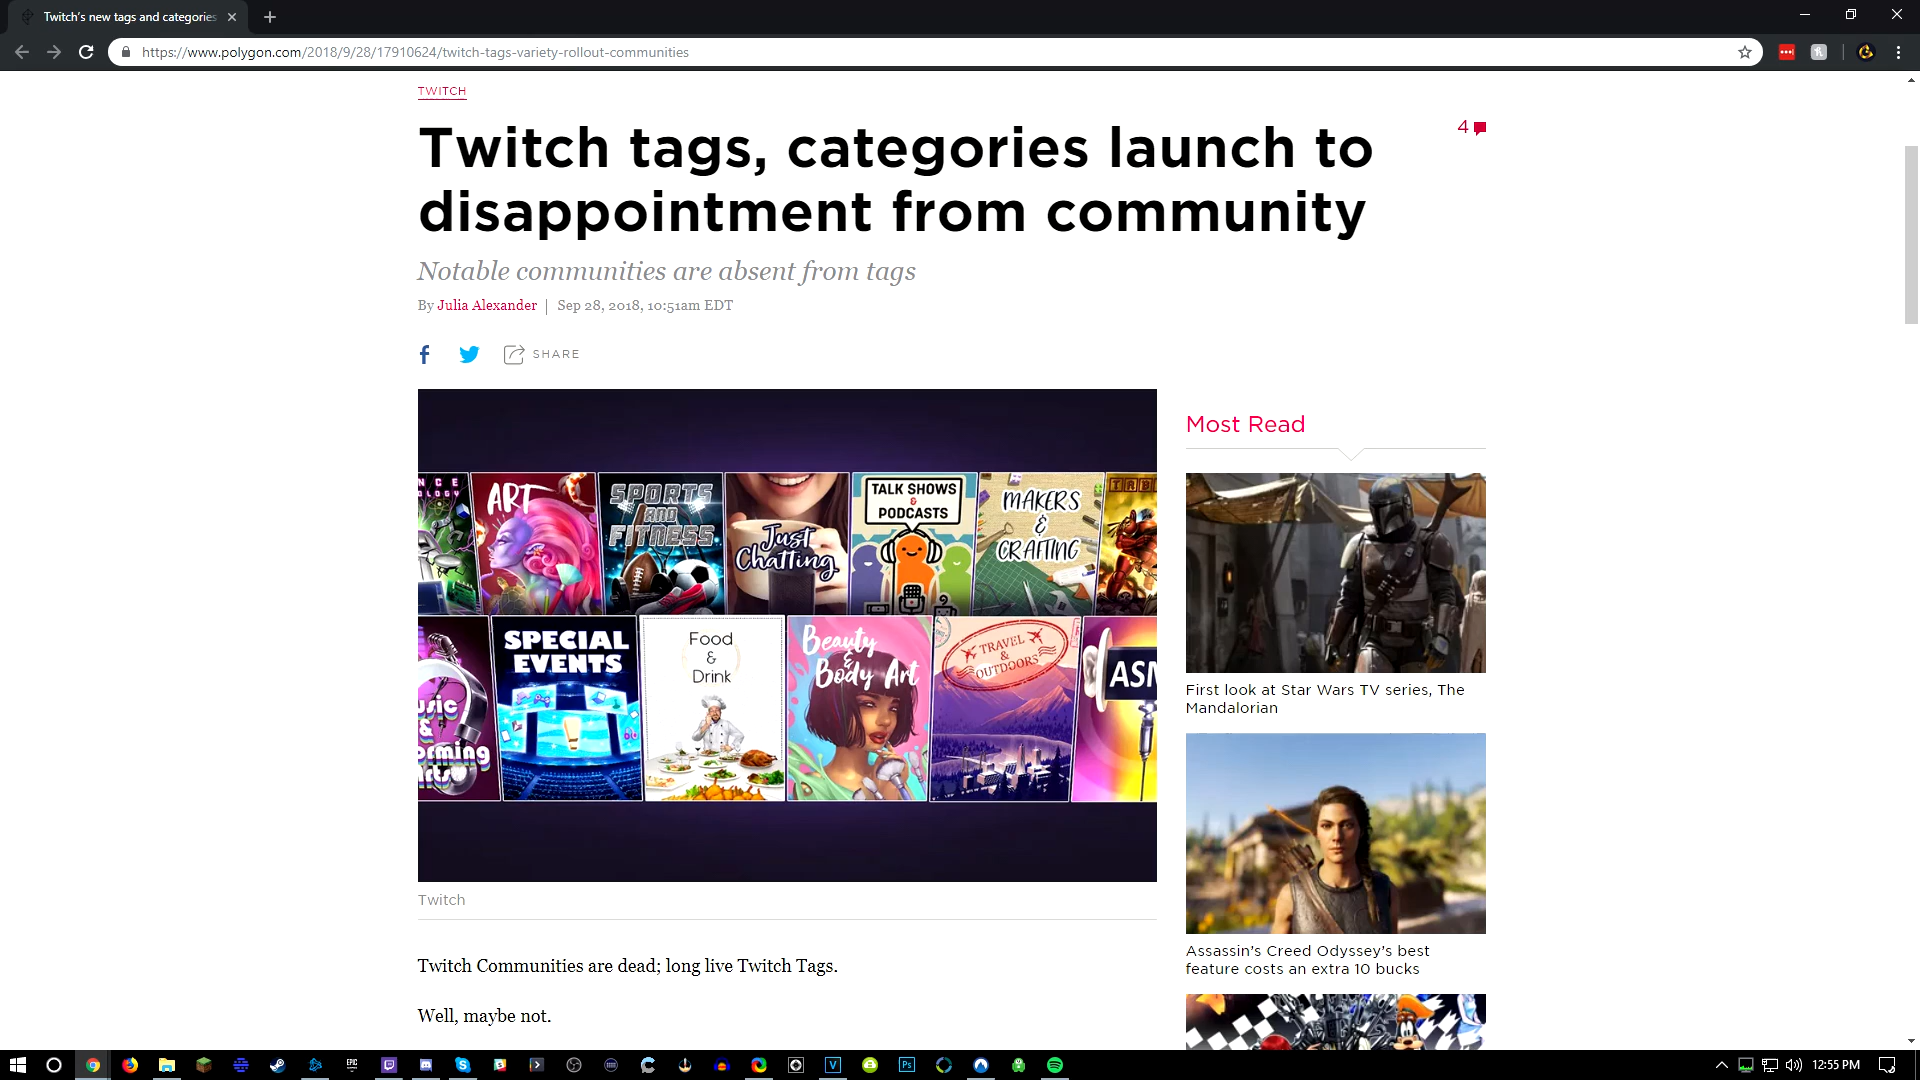 Twitch's new tags and categories
https://www.polygon.com/2018/9/28/17910624/twitch-tags-variety-rollout-communities
TWITCH
Twitch tags, categories launch to
disappointment from community
4
Notable communities are absent from tags
By Julia Alexander | Sep 28, 2018, 10:51am EDT
SHARE
ART
SPORTS
AND
FITNESS
Just
Chatting
TALK SHOWS
&
PODCASTS
MAKERS
&
CRAFTING
SPECIAL
EVENTS
Food
&
Drink
Beauty
&
Body Art
TRAVEL
&
OUTDOORS
Twitch
Twitch Communities are dead; long live Twitch Tags.
Well, maybe not.
Most Read
First look at Star Wars TV series, The
Mandalorian
Assassin's Creed Odyssey's best
feature costs an extra 10 bucks
EPIC
V
Ps
12:55 PM